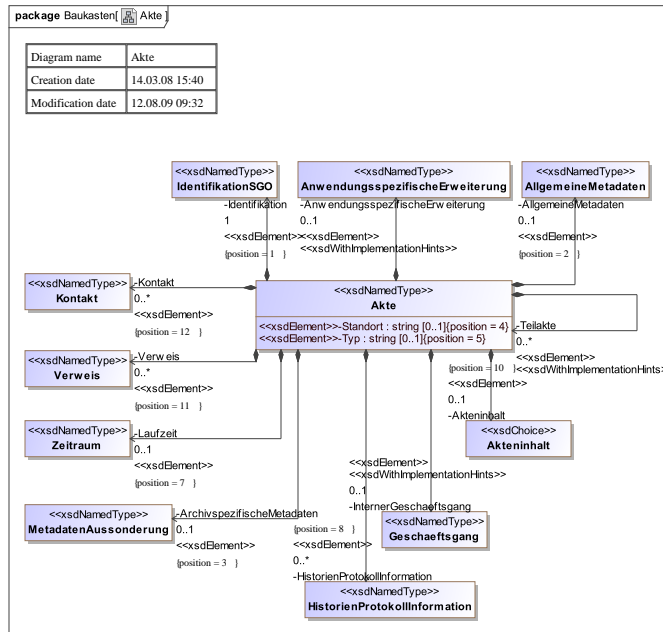 package Baukasten[ Akte ]
Diagram name Akte
Creation date 14.03.08 15:40
Modification date 12.08.09 09:32
<<xsdNamedType>>
IdentifikationSGO
<<xsdNamedType>>
AnwendungsspezifischeErweiterung
<<xsdNamedType>>
AllgemeineMetadaten
-Identifikation
1
<<xsdElement>>
{position = 1 }
-AnwendungsspezifischeErweiterung
0..1
<<xsdElement>>
<<xsdWithImplementationHints>>
-AllgemeineMetadaten
0..1
<<xsdElement>>
{position = 2 }
<<xsdNamedType>>
Kontakt
-Kontakt
0..*
<<xsdElement>>
{position = 12 }
<<xsdNamedType>>
Akte
<<xsdElement>>-Standort : string [0..1]{position = 4}
<<xsdElement>>-Typ : string [0..1]{position = 5}
-Teilakte
0..*
<<xsdElement>>
<<xsdWithImplementationHints>
<<xsdNamedType>>
Verweis
-Verweis
0..*
<<xsdElement>>
{position = 11 }
{position = 10 }
<<xsdElement>>
0..1
-Akteninhalt
<<xsdChoice>>
Akteninhalt
<<xsdNamedType>>
Zeitraum
-Laufzeit
0..1
<<xsdElement>>
{position = 7 }
<<xsdElement>>
<<xsdWithImplementationHints>>
0..1
-InternerGeschaeftsgang
<<xsdNamedType>>
Geschaeftsgang
<<xsdNamedType>>
MetadatenAussonderung
-ArchivspezifischeMetadaten
0..1
<<xsdElement>>
{position = 3 }
{position = 8 }
<<xsdElement>>
0..*
-HistorienProtokollInformation
<<xsdNamedType>>
HistorienProtokollInformation